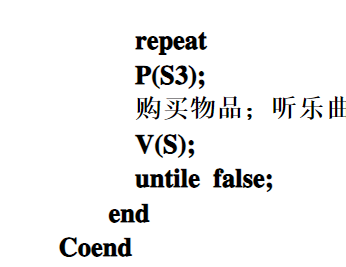 repeat
P(S3);
购买物品；听乐曲
V(S);
untile false;
end
Coend